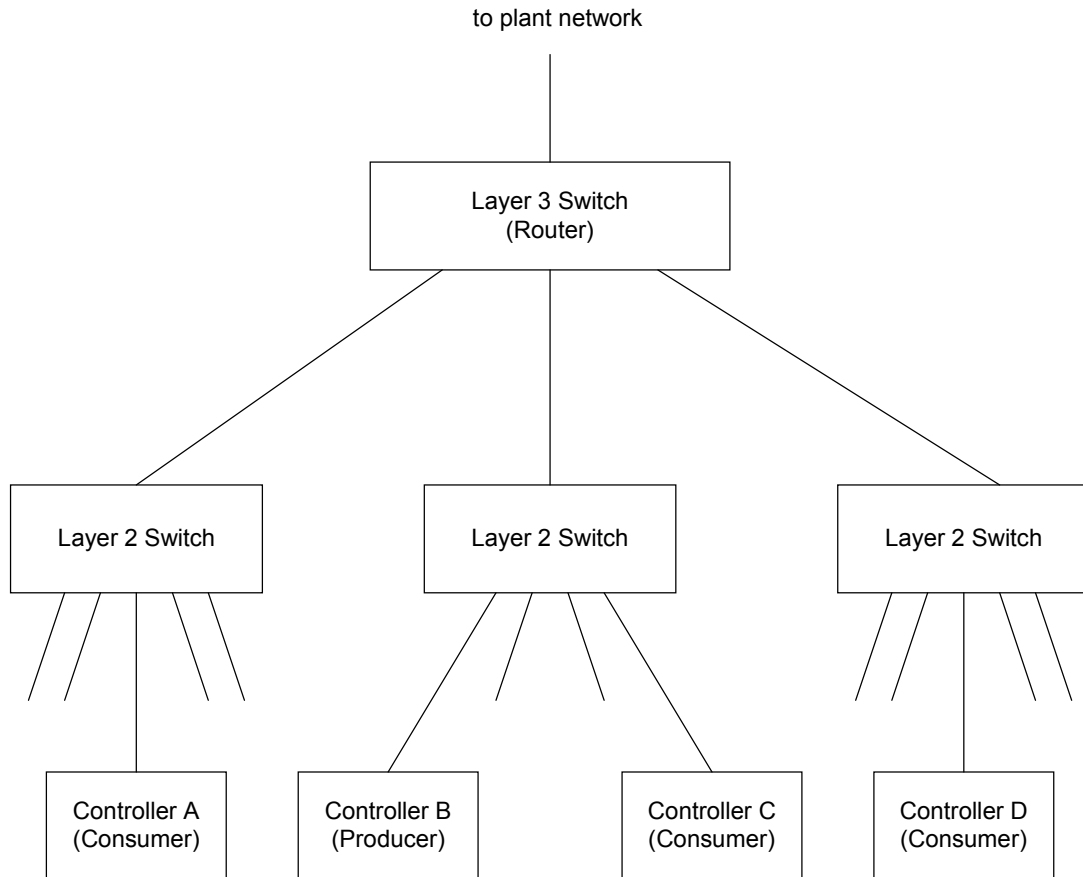 to plant network
Layer 3 Switch
(Router)
Layer 2 Switch
Layer 2 Switch
Layer 2 Switch
Controller A
(Consumer)
Controller B
(Producer)
Controller C
(Consumer)
Controller D
(Consumer)